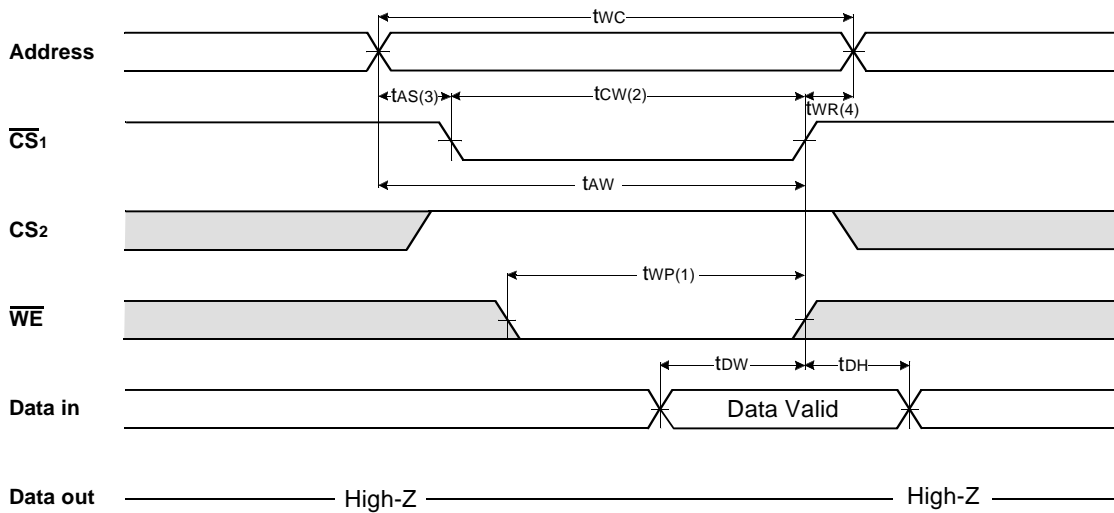 tWC
Address
tAS(3) tCW(2) tWR(4)
CS1
tAW
CS2
tWP(1)
WE
tDW tDH
Data in Data Valid
Data out High-Z High-Z